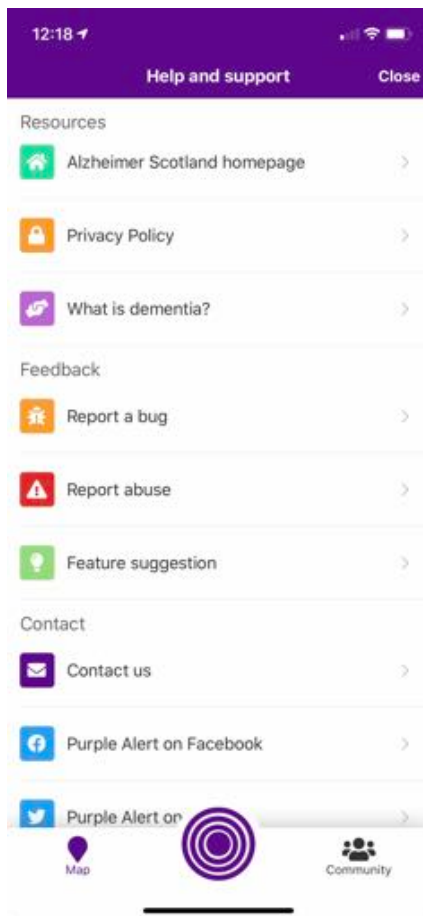 12:18
Help and support
Close
Resources
Alzheimer Scotland homepage
Privacy Policy
What is dementia?
Feedback
Report a bug
Report abuse
Feature suggestion
Contact
Contact us
Purple Alert on Facebook
Purple Alert on
Map
Community